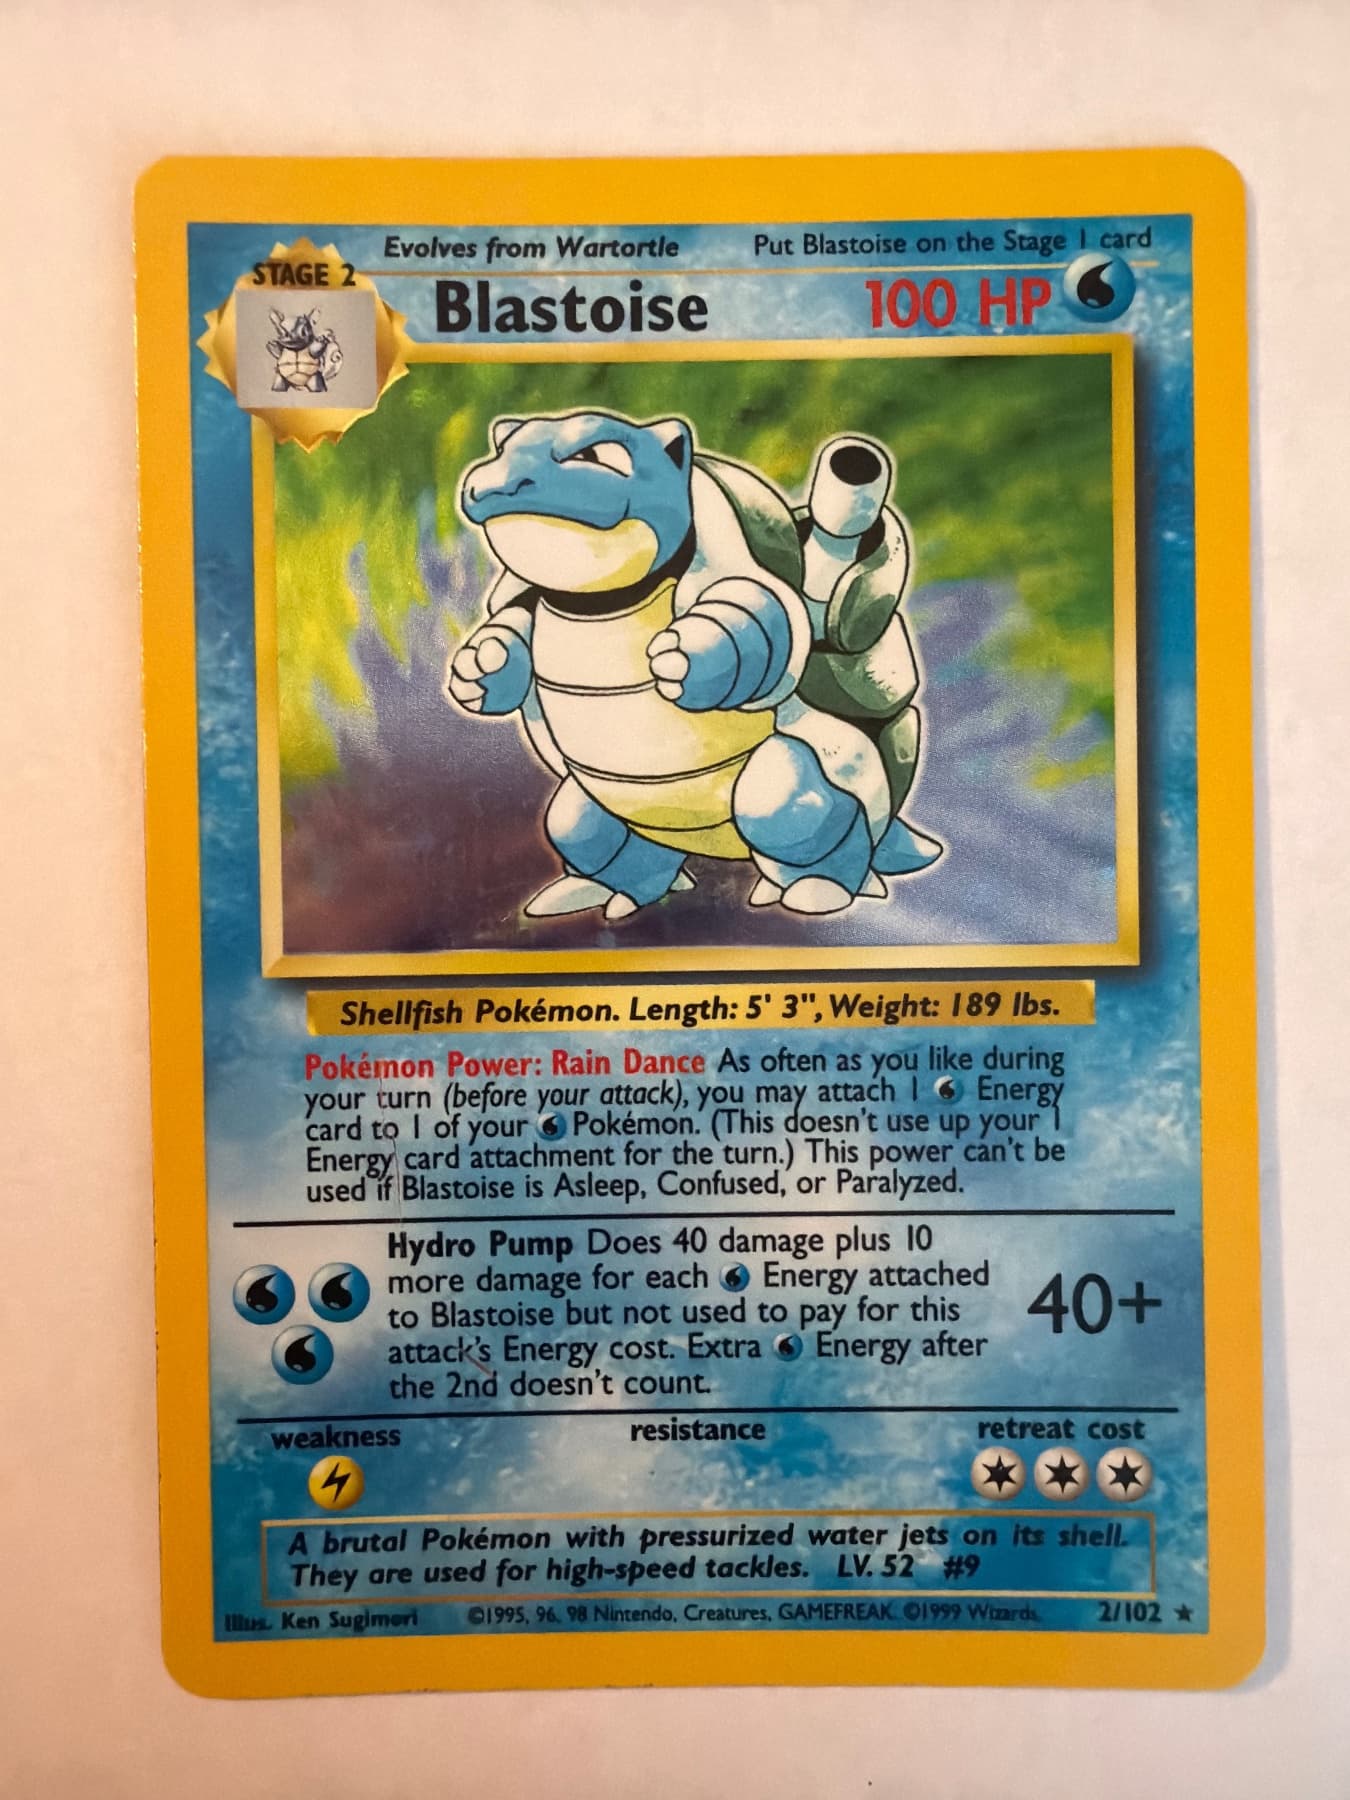 Evolves from Wartortle Put Blastoise on the Stage 1 card
STAGE 2
Blastoise 100 HP
Shellfish Pokémon. Length: 5' 3", Weight: 189 lbs.
Pokémon Power: Rain Dance As often as you like during
your turn (before your attack), you may attach 1 Energy
card to 1 of your Pokémon. (This doesn't use up your 1
Energy card attachment for the turn.) This power can't be
used if Blastoise is Asleep, Confused, or Paralyzed.
Hydro Pump Does 40 damage plus 10
more damage for each Energy attached
to Blastoise but not used to pay for this
attack's Energy cost. Extra Energy after
the 2nd doesn't count.
40+
weakness resistance retreat cost
A brutal Pokémon with pressurized water jets on its shell.
They are used for high-speed tackles. LV. 52 #9
Illus. Ken Sugimori ©1995, 96, 98 Nintendo, Creatures, GAMEFREAK. ©1999 Wizards. 2/102 ★